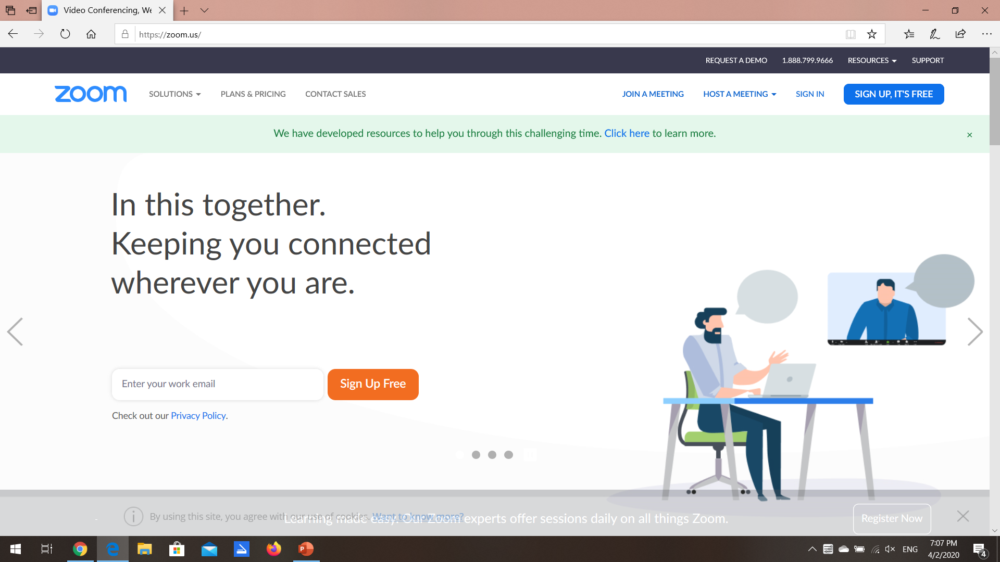 Video Conferencing, We
https://zoom.us/
REQUEST A DEMO 1.888.799.9666 RESOURCES SUPPORT
zoom SOLUTIONS PLANS & PRICING CONTACT SALES JOIN A MEETING HOST A MEETING SIGN IN SIGN UP, IT'S FREE
We have developed resources to help you through this challenging time. Click here to learn more.
In this together.
Keeping you connected
wherever you are.
Enter your work email Sign Up Free
Check out our Privacy Policy.
By using this site, you agree with our use of cookies. Want to know more?
Learning made easy. Our Zoom experts offer sessions daily on all things Zoom. Register Now
ENG
7:07 PM
4/2/2020
4